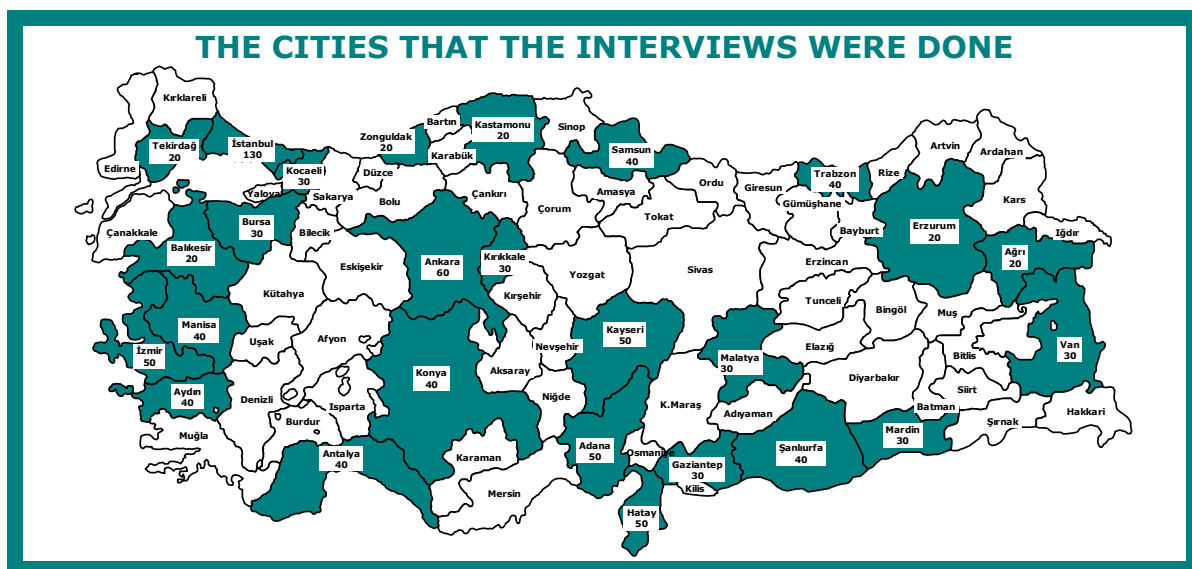 THE CITIES THAT THE INTERVIEWS WERE DONE
Kırklareli
Edirne
Tekirdağ
20
İstanbul
130
Kocaeli
30
Yalova
Sakarya
Düzce
Bolu
Zonguldak
20
Bartın
Karabük
Kastamonu
20
Sinop
Samsun
40
Çankırı
Çorum
Amasya
Tokat
Ordu
Giresun
Trabzon
40
Gümüşhane
Rize
Artvin
Ardahan
Kars
Iğdır
Bayburt
Erzurum
20
Ağrı
20
Çanakkale
Balıkesir
20
Bursa
30
Bilecik
Eskişehir
Kütahya
Ankara
60
Kırıkkale
30
Kırşehir
Yozgat
Sivas
Erzincan
Tunceli
Bingöl
Muş
Van
30
Bitlis
Manisa
40
İzmir
50
Uşak
Afyon
Konya
40
Aksaray
Nevşehir
Niğde
Kayseri
50
Malatya
30
Elazığ
Diyarbakır
Batman
Siirt
Şırnak
Hakkari
Mardin
30
Aydın
40
Denizli
Burdur
Isparta
Muğla
Antalya
40
Karaman
Mersin
Adana
50
Osmaniye
K.Maraş
Adıyaman
Gaziantep
30
Kilis
Şanlıurfa
40
Hatay
50